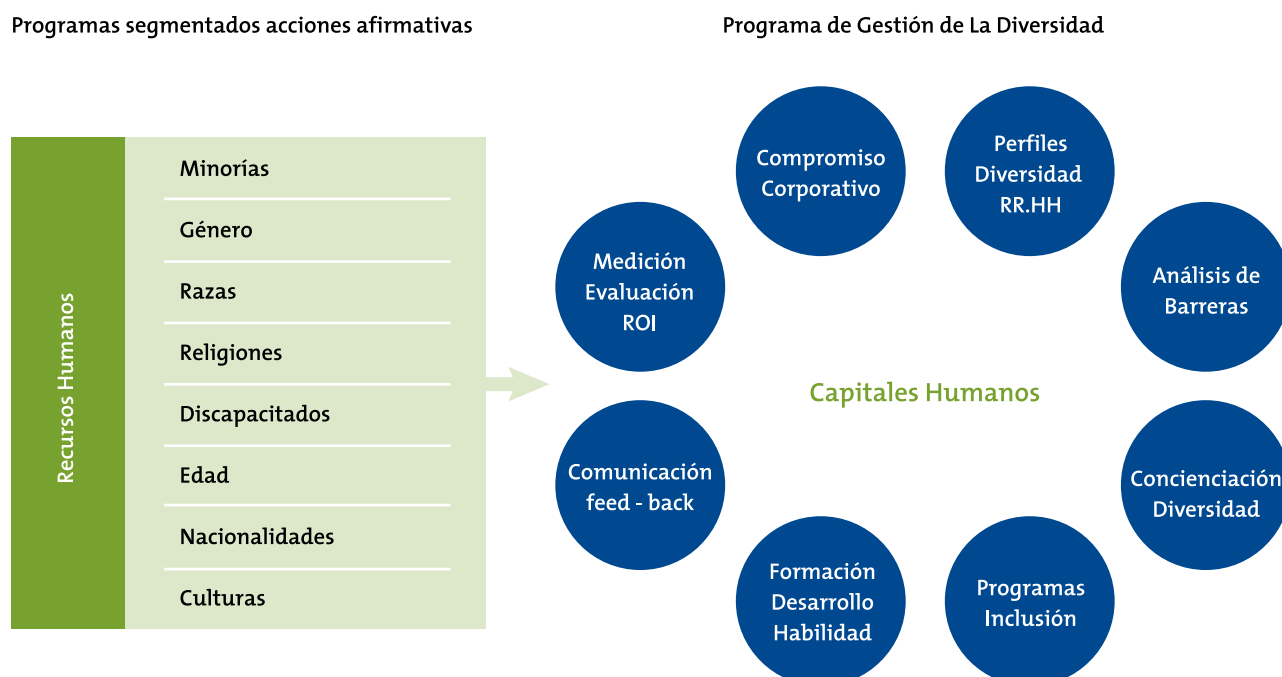 Programas segmentados acciones afirmativas
Programa de Gestión de La Diversidad
Recursos Humanos
Minorías
Género
Razas
Religiones
Discapacitados
Edad
Nacionalidades
Culturas
Compromiso
Corporativo
Perfiles
Diversidad
RR.HH
Análisis de
Barreras
Concienciación
Diversidad
Programas
Inclusión
Formación
Desarrollo
Habilidad
Comunicación
feed - back
Medición
Evaluación
ROI
Capitales Humanos